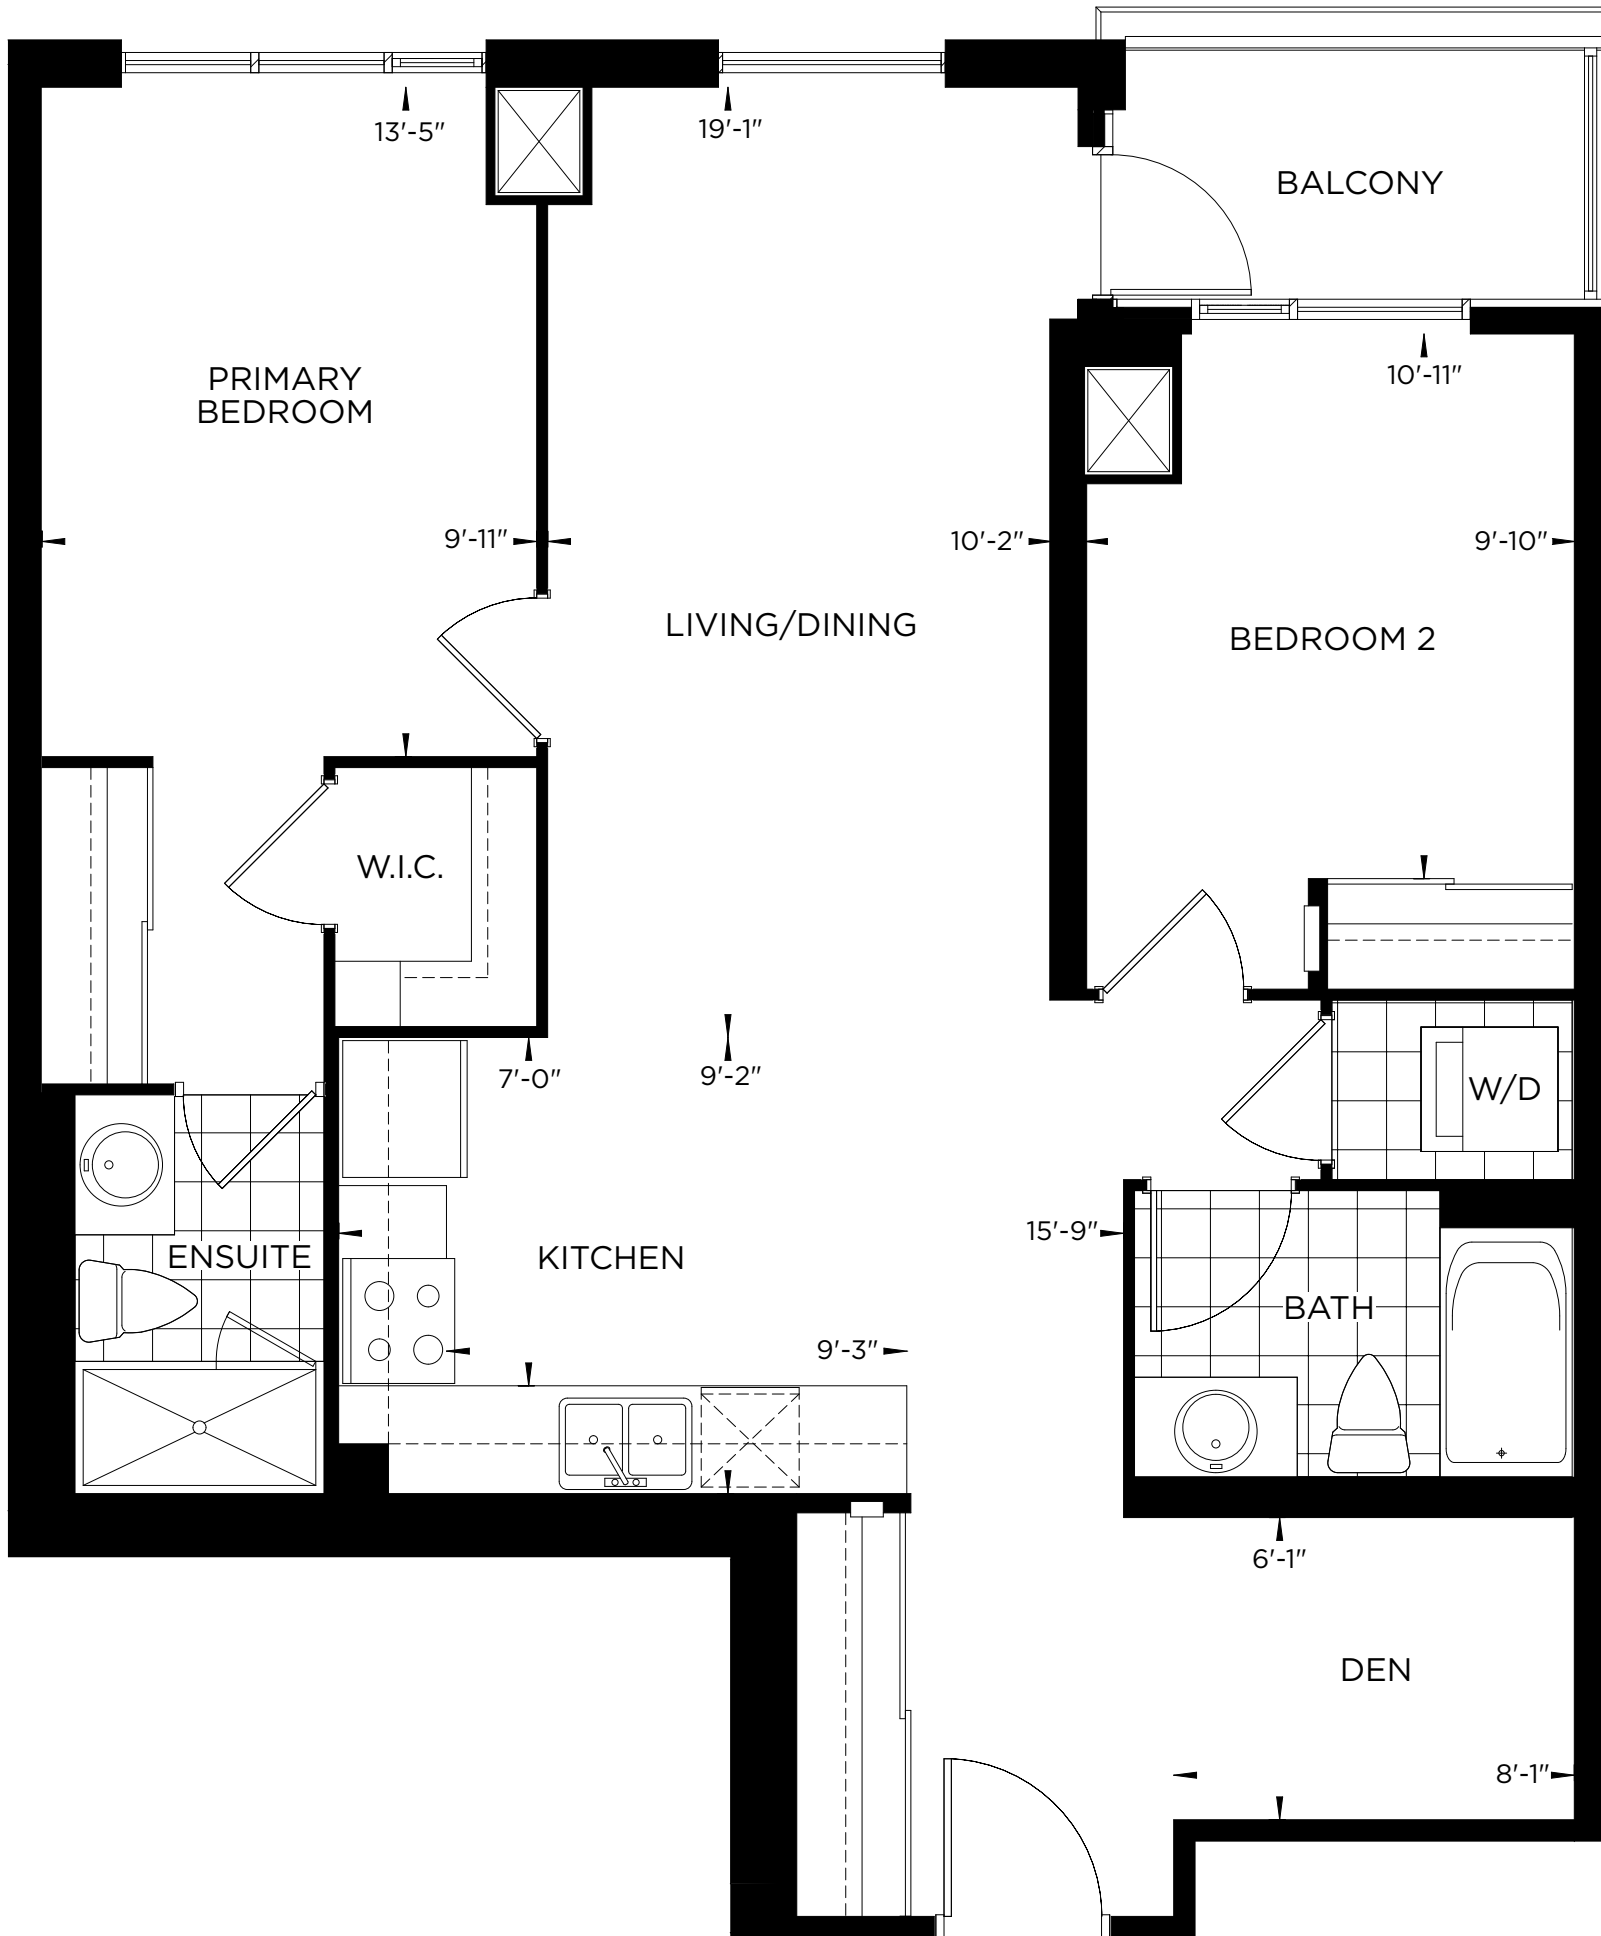 13'-5"
19'-1"
BALCONY
PRIMARY
BEDROOM
10'-11"
9'-11"
10'-2"
9'-10"
LIVING/DINING
BEDROOM 2
W.I.C.
7'-0"
9'-2"
W/D
ENSUITE
KITCHEN
15'-9"
BATH
9'-3"
6'-1"
DEN
8'-1"